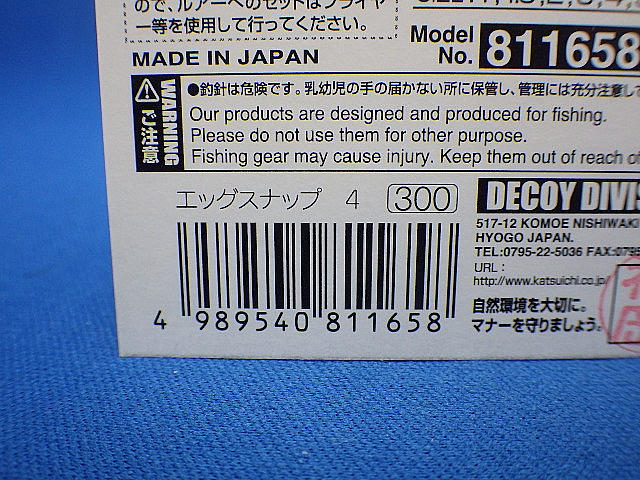 ので、ルアーへのセットはプライヤ
ー等を使用して行ってください。
MADE IN JAPAN
Model
No. 811658
WARNING
ご注意
●釣針は危険です。乳幼児の手の届かない所に保管し、管理には充分注意して
Our products are designed and produced for fishing.
Please do not use them for other purpose.
Fishing gear may cause injury. Keep them out of reach of
エッグスナップ 4 300
DECOY DIVIS
517-12 KOMOE NISHIWAKI
HYOGO JAPAN.
TEL:0795-22-5036 FAX:0795
URL:
http://www.katsuichi.co.jp/
自然環境を大切に。
マナーを守りましょう。
4 989540 811658